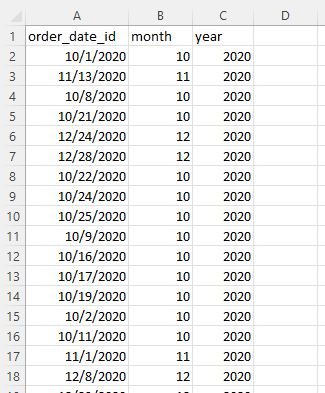 A B C D
1 order_date_id month year
2 10/1/2020 10 2020
3 11/13/2020 11 2020
4 10/8/2020 10 2020
5 10/21/2020 10 2020
6 12/24/2020 12 2020
7 12/28/2020 12 2020
8 10/22/2020 10 2020
9 10/24/2020 10 2020
10 10/25/2020 10 2020
11 10/9/2020 10 2020
12 10/16/2020 10 2020
13 10/17/2020 10 2020
14 10/19/2020 10 2020
15 10/2/2020 10 2020
16 10/11/2020 10 2020
17 11/1/2020 11 2020
18 12/8/2020 12 2020